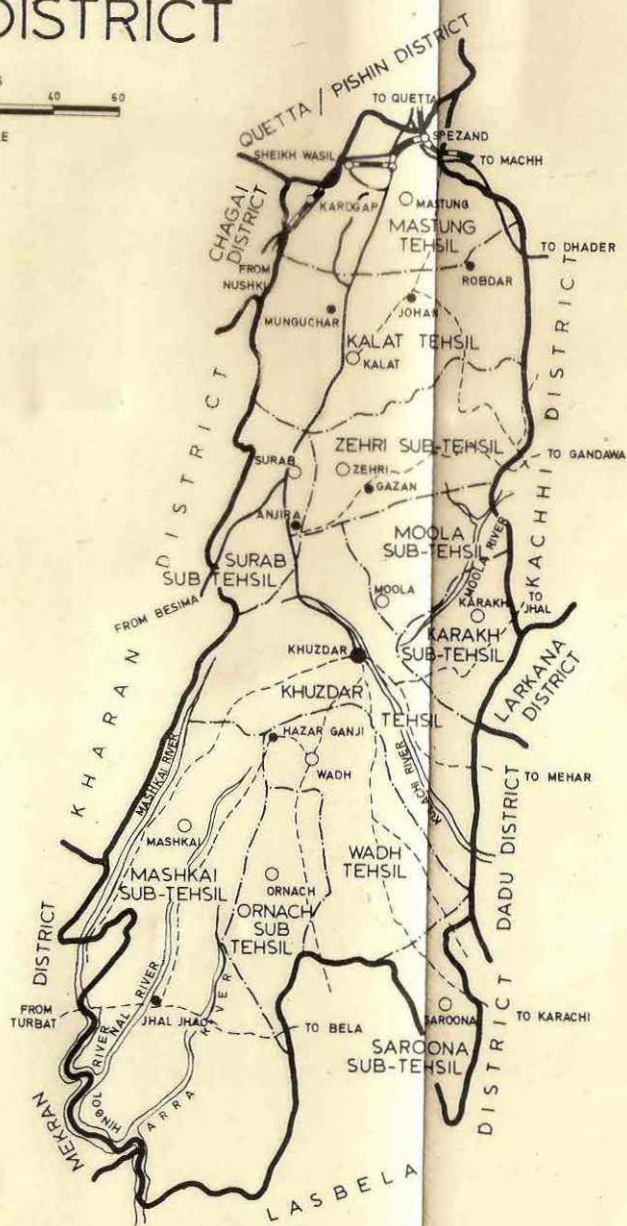 DISTRICT
40 60
QUETTA / PISHIN DISTRICT
TO QUETTA
SPEZAND
SHEIKH WASIL
TO MACHH
KARDGAP
MASTUNG
CHAGAI
DISTRICT
MASTUNG
TEHSIL
TO DHADER
FROM
NUSHKI
ROBDAR
MUNGUCHAR
JOHAN
KALAT TEHSIL
KALAT
KACHHI DISTRICT
ZEHRI SUB-TEHSIL
SURAB
ZEHRI
TO GANDAWA
GAZAN
ANJIRA
MOOLA
SUB-TEHSIL
MOOLA RIVER
SURAB
SUB TEHSIL
MOOLA
KARAKH
TO
JHAL
FROM BESIMA
KARAKH
SUB-TEHSIL
KHUZDAR
KHUZDAR
TEHSIL
LARKANA
DISTRICT
KHARAN DISTRICT
HAZAR GANJI
MASHKAI RIVER
WADH
RIVER
TO MEHAR
MASHKAI
WADH
TEHSIL
DADU DISTRICT
MASHKAI
SUB-TEHSIL
ORNACH
ORNACH
SUB
TEHSIL
DISTRICT
NAL RIVER
FROM
TURBAT
JHAL JHAO
TO BELA
SAROONA
TO KARACHI
HINGOL RIVER
ARRA RIVER
SAROONA
SUB-TEHSIL
DISTRICT
MEKRAN
LASBELA